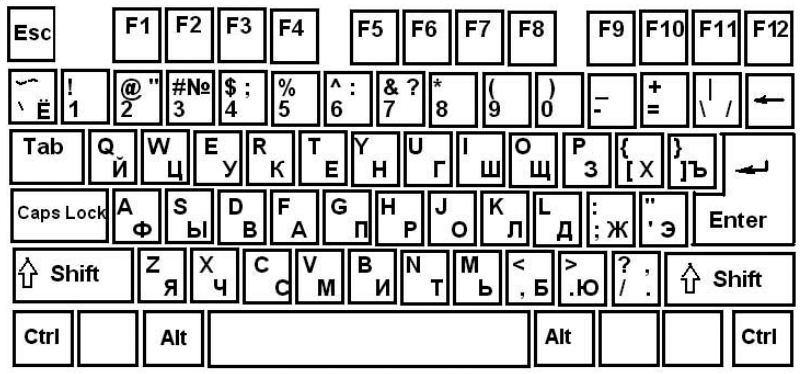 Esc F1 F2 F3 F4 F5 F6 F7 F8 F9 F10 F11 F12
~ ` Ё ! 1 @ " 2 #№ 3 $ ; 4 % 5 ^ : 6 & ? 7 * 8 ( 9 ) 0 _ - + = | \ / ←
Tab Q Й W Ц E У R К T Е Y Н U Г I Ш O Щ P З { [ Х } ]Ъ ↵
Caps Lock A Ф S Ы D В F А G П H Р J О K Л L Д : ; Ж " ' Э Enter
⇧ Shift Z Я X Ч C С V М B И N Т M Ь < , Б > .Ю ? , / . ⇧ Shift
Ctrl Alt Alt Ctrl